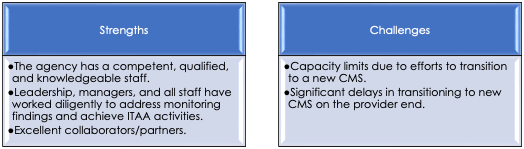 Strengths
●The agency has a competent, qualified,
and knowledgeable staff.
●Leadership, managers, and all staff have
worked diligently to address monitoring
findings and achieve ITAA activities.
●Excellent collaborators/partners.
Challenges
●Capacity limits due to efforts to transition
to a new CMS.
●Significant delays in transitioning to new
CMS on the provider end.